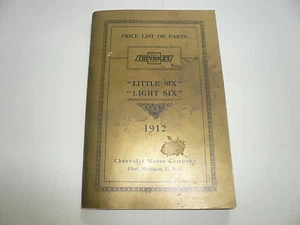 PRICE LIST OF PARTS
CHEVROLET
"LITTLE SIX"
"LIGHT SIX"
1912
Chevrolet Motor Company
Flint, Michigan, U. S. A.